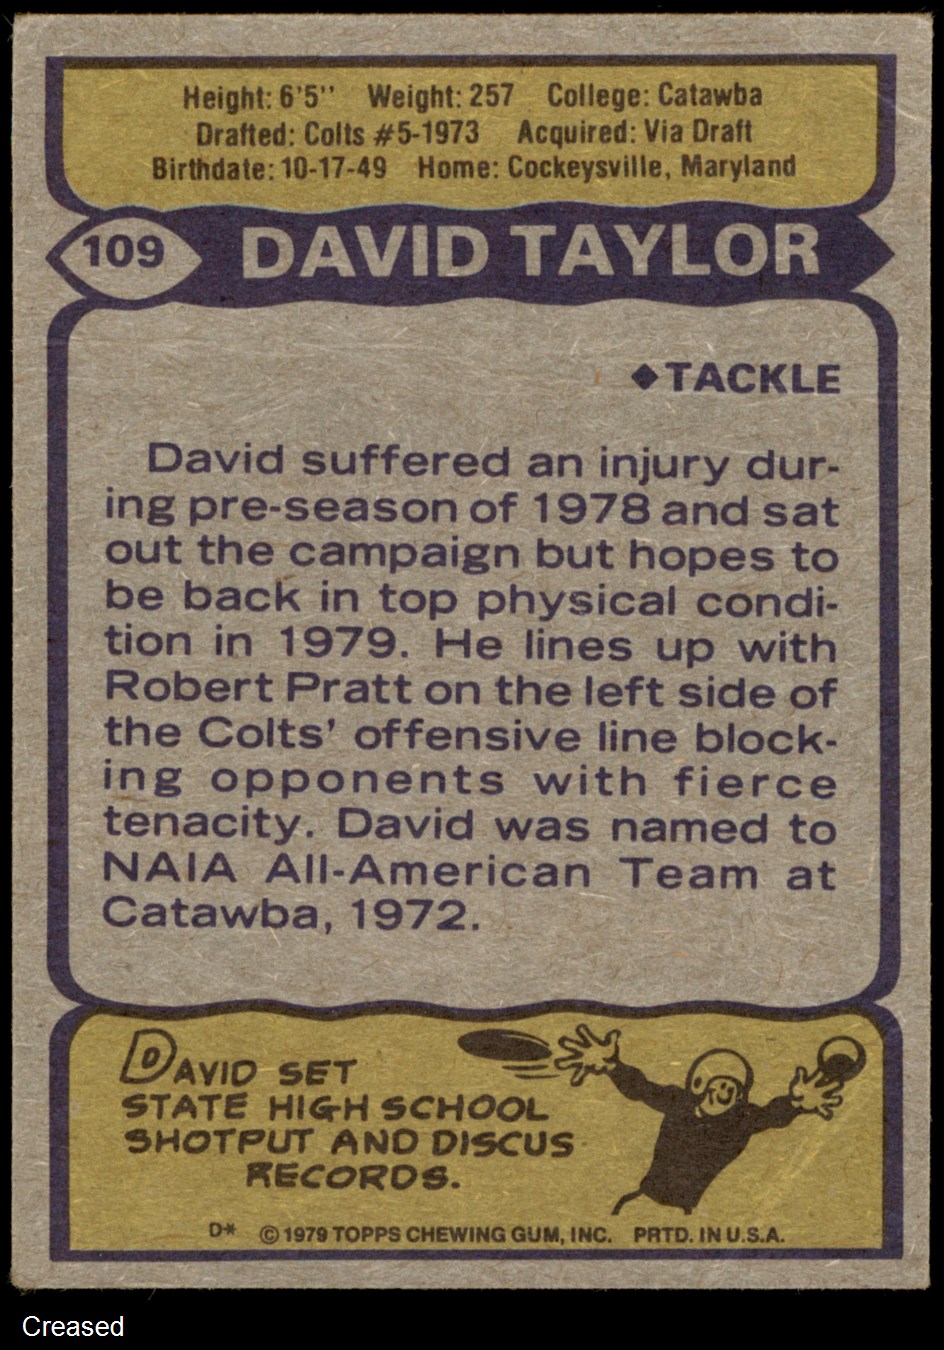 Height: 6'5'' Weight: 257 College: Catawba
Drafted: Colts #5-1973 Acquired: Via Draft
Birthdate: 10-17-49 Home: Cockeysville, Maryland
109 DAVID TAYLOR
◆TACKLE
David suffered an injury dur-
ing pre-season of 1978 and sat
out the campaign but hopes to
be back in top physical condi-
tion in 1979. He lines up with
Robert Pratt on the left side of
the Colts' offensive line block-
ing opponents with fierce
tenacity. David was named to
NAIA All-American Team at
Catawba, 1972.
DAVID SET
STATE HIGH SCHOOL
SHOTPUT AND DISCUS
RECORDS.
D* © 1979 TOPPS CHEWING GUM, INC. PRTD. IN U.S.A.
Creased